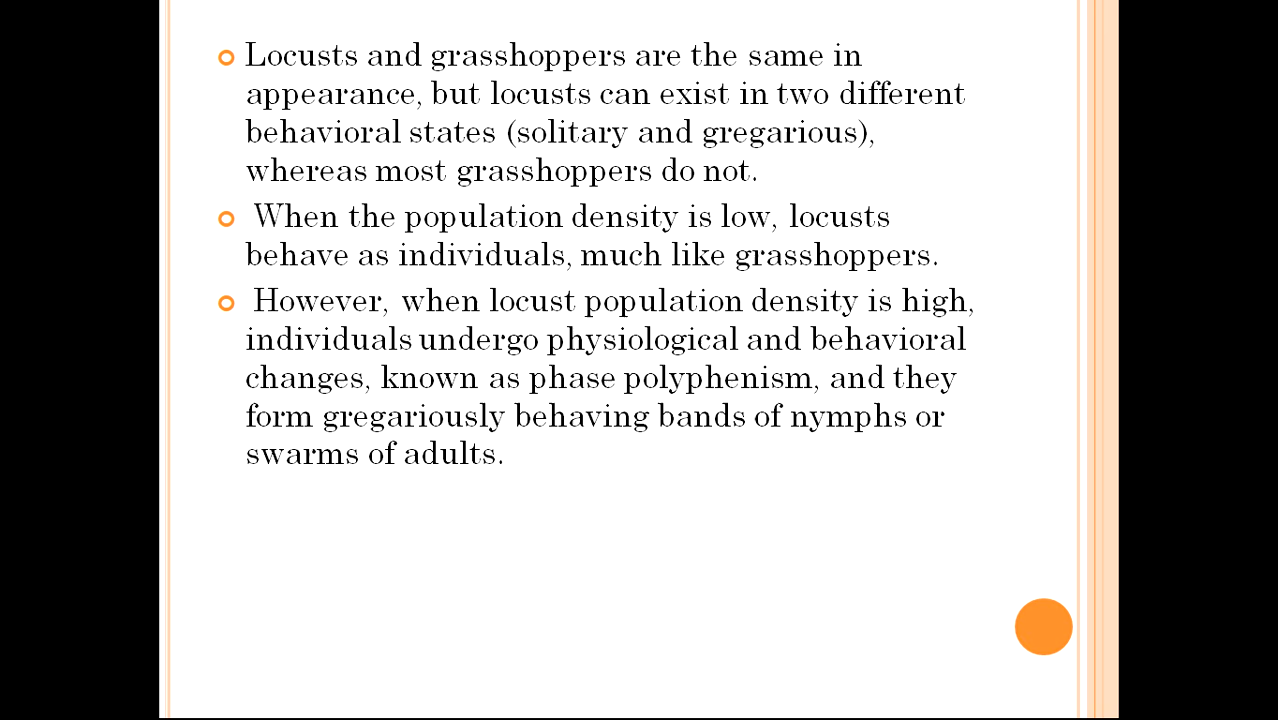 Locusts and grasshoppers are the same in
appearance, but locusts can exist in two different
behavioral states (solitary and gregarious),
whereas most grasshoppers do not.
When the population density is low, locusts
behave as individuals, much like grasshoppers.
However, when locust population density is high,
individuals undergo physiological and behavioral
changes, known as phase polyphenism, and they
form gregariously behaving bands of nymphs or
swarms of adults.